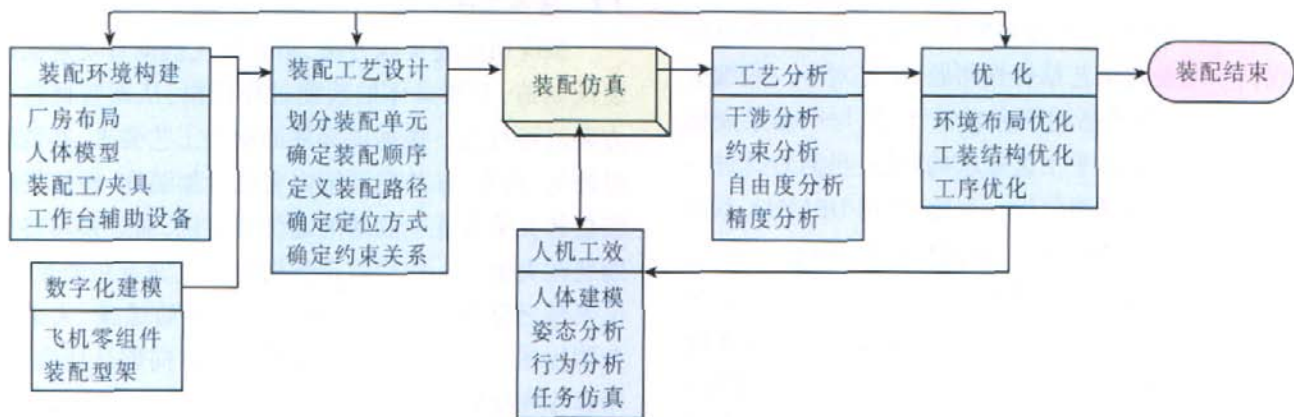 装配环境构建
厂房布局
人体模型
装配工/夹具
工作台辅助设备
数字化建模
飞机零组件
装配型架
装配工艺设计
划分装配单元
确定装配顺序
定义装配路径
确定定位方式
确定约束关系
装配仿真
人机工效
人体建模
姿态分析
行为分析
任务仿真
工艺分析
干涉分析
约束分析
自由度分析
精度分析
优化
环境布局优化
工装结构优化
工序优化
装配结束